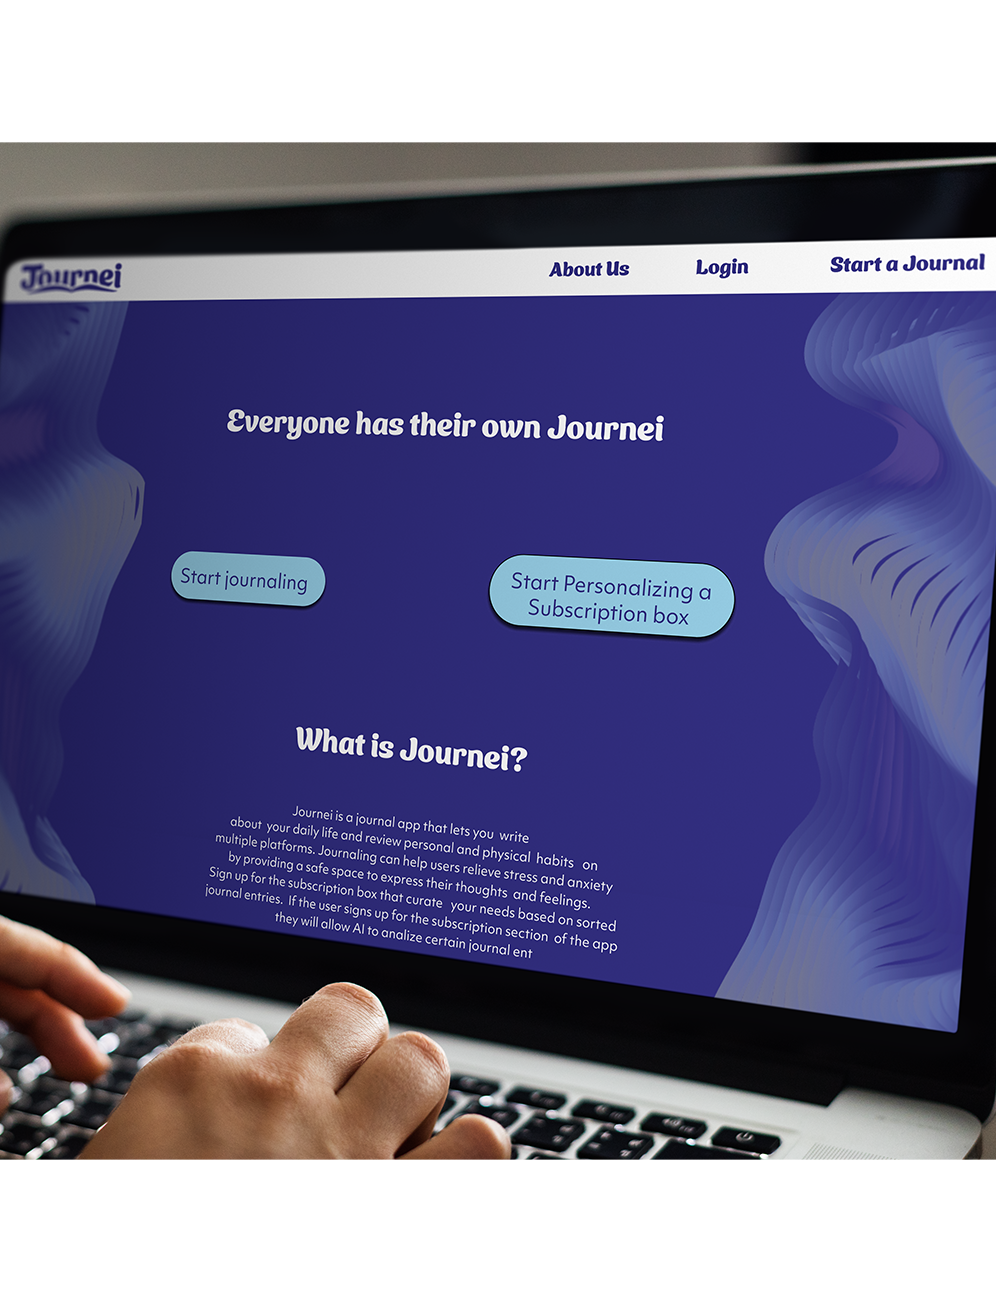 Journei
About Us
Login
Start a Journal
Everyone has their own Journei
Start journaling
Start Personalizing a
Subscription box
What is Journei?
Journei is a journal app that lets you write
about your daily life and review personal and physical habits on
multiple platforms. Journaling can help users relieve stress and anxiety
by providing a safe space to express their thoughts and feelings.
Sign up for the subscription box that curate your needs based on sorted
journal entries. If the user signs up for the subscription section of the app
they will allow AI to analize certain journal ent